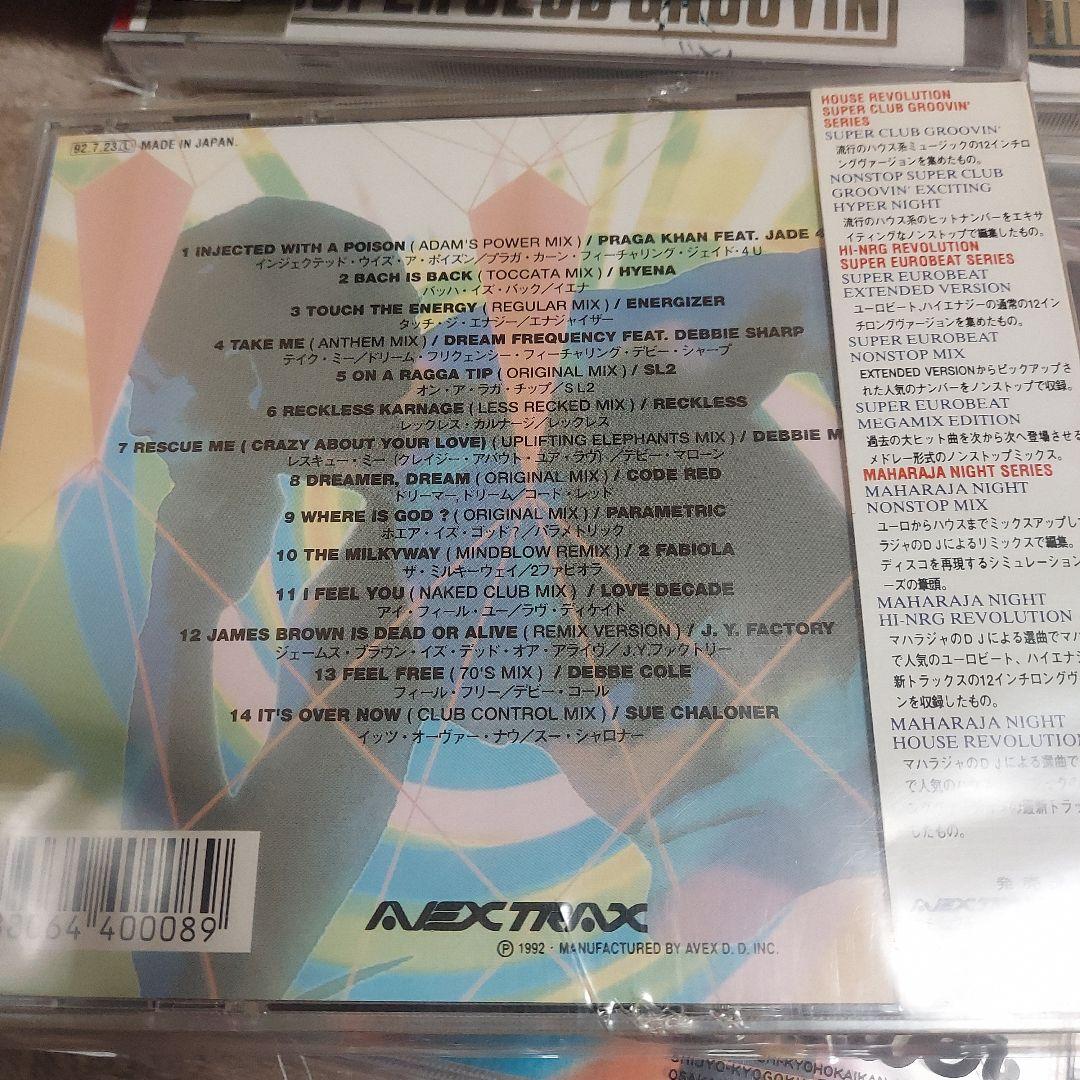 SUPER CLUB GROOVIN'
92.7.23 Ⓛ MADE IN JAPAN.
1 INJECTED WITH A POISON ( ADAM'S POWER MIX ) / PRAGA KHAN FEAT. JADE 4
インジェクテッド・ウイズ・ア・ポイズン／プラガ・カーン・フィーチャリング・ジェイド・4 U
2 BACH IS BACK ( TOCCATA MIX ) / HYENA
バッハ・イズ・バック／イエナ
3 TOUCH THE ENERGY ( REGULAR MIX ) / ENERGIZER
タッチ・ジ・エナジー／エナジャイザー
4 TAKE ME ( ANTHEM MIX ) / DREAM FREQUENCY FEAT. DEBBIE SHARP
テイク・ミー／ドリーム・フリクェンシー・フィーチャリング・デビー・シャープ
5 ON A RAGGA TIP ( ORIGINAL MIX ) / SL2
オン・ア・ラガ・チップ／S L 2
6 RECKLESS KARNAGE ( LESS RECKED MIX ) / RECKLESS
レックレス・カルナージ／レックレス
7 RESCUE ME ( CRAZY ABOUT YOUR LOVE) ( UPLIFTING ELEPHANTS MIX ) / DEBBIE M
レスキュー・ミー（クレイジー・アバウト・ユア・ラヴ）／デビー・マローン
8 DREAMER, DREAM ( ORIGINAL MIX ) / CODE RED
ドリーマー,ドリーム／コード・レッド
9 WHERE IS GOD ? ( ORIGINAL MIX ) / PARAMETRIC
ホエア・イズ・ゴッド？／パラメトリック
10 THE MILKYWAY ( MINDBLOW REMIX ) / 2 FABIOLA
ザ・ミルキーウェイ／2ファビオラ
11 I FEEL YOU ( NAKED CLUB MIX ) / LOVE DECADE
アイ・フィール・ユー／ラヴ・ディケイト
12 JAMES BROWN IS DEAD OR ALIVE ( REMIX VERSION ) / J. Y. FACTORY
ジェームス・ブラウン・イズ・デッド・オア・アライヴ／J.Y.ファクトリー
13 FEEL FREE ( 70'S MIX ) / DEBBE COLE
フィール・フリー／デビー・コール
14 IT'S OVER NOW ( CLUB CONTROL MIX ) / SUE CHALONER
イッツ・オーヴァー・ナウ／スー・シャロナー
64 400089
AVEX TRAX
Ⓟ 1992 · MANUFACTURED BY AVEX D. D. INC.
HOUSE REVOLUTION
SUPER CLUB GROOVIN'
SERIES
SUPER CLUB GROOVIN'
流行のハウス系ミュージックの12インチロ
ングヴァージョンを集めたもの。
NONSTOP SUPER CLUB
GROOVIN' EXCITING
HYPER NIGHT
流行のハウス系のヒットナンバーをエキサ
イティングなノンストップで編集したもの。
HI-NRG REVOLUTION
SUPER EUROBEAT SERIES
SUPER EUROBEAT
EXTENDED VERSION
ユーロビート、ハイエナジーの通常の12イン
チロングヴァージョンを集めたもの。
SUPER EUROBEAT
NONSTOP MIX
EXTENDED VERSIONからピックアップさ
れた人気のナンバーをノンストップで収録。
SUPER EUROBEAT
MEGAMIX EDITION
過去の大ヒット曲を次から次へ登場させる
メドレー形式のノンストップミックス。
MAHARAJA NIGHT SERIES
MAHARAJA NIGHT
NONSTOP MIX
ユーロからハウスまでミックスアップし
ラジャのＤＪによるリミックスで編集。
ディスコを再現するシミュレーション
ーズの筆頭。
MAHARAJA NIGHT
HI-NRG REVOLUTION
マハラジャのＤＪによる選曲でマハ
で人気のユーロビート、ハイエナシ
新トラックスの12インチロングヴ
ンを収録したもの。
MAHARAJA NIGHT
HOUSE REVOLUTION
マハラジャのＤＪによる選曲で
で人気の
の最新トラッ
したもの。
発売
AVEX TRAX
KYOHOKAIKAN
SHIJYO-KYOGOKU
OSA